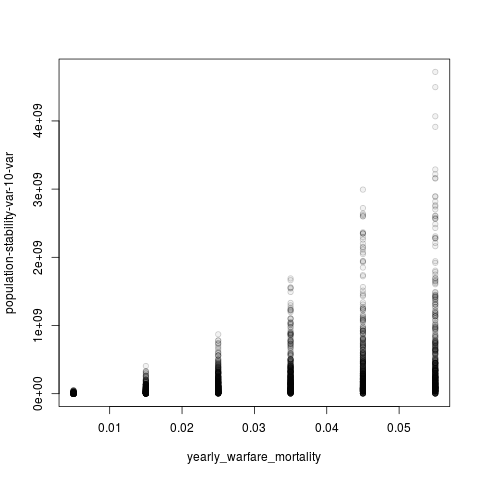 population-stability-var-10-var
4e+09
3e+09
2e+09
1e+09
0e+00
0.01 0.02 0.03 0.04 0.05
yearly_warfare_mortality